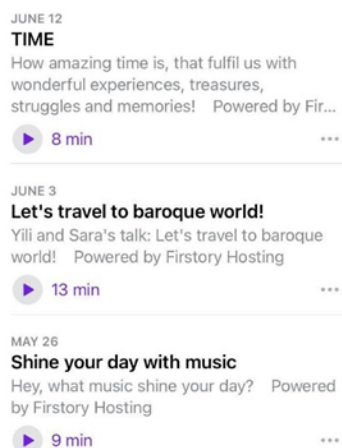 JUNE 12
TIME
How amazing time is, that fulfil us with
wonderful experiences, treasures,
struggles and memories! Powered by Fir...
8 min
JUNE 3
Let's travel to baroque world!
Yili and Sara's talk: Let's travel to baroque
world! Powered by Firstory Hosting
13 min
MAY 26
Shine your day with music
Hey, what music shine your day? Powered
by Firstory Hosting
9 min